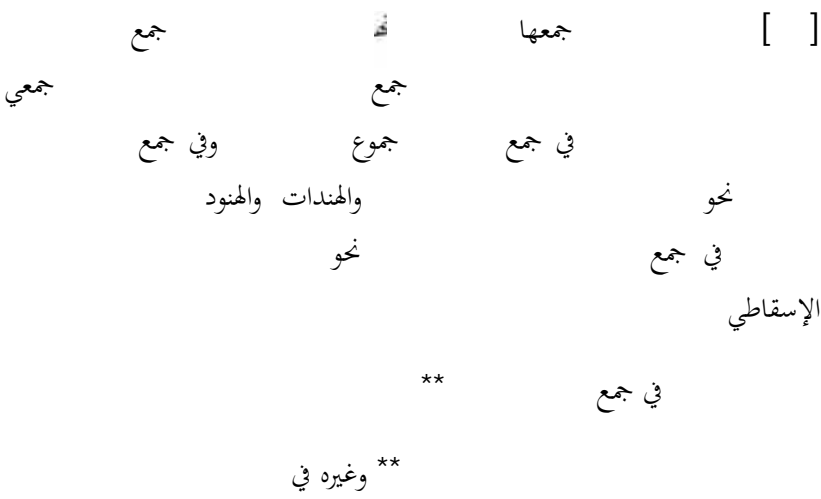 [ ] جمعها جمع
جمع جمعي
في جمع جموع وفي جمع
نحو والهندات والهنود
في جمع نحو
الإسقاطي
في جمع **
** وغيره في